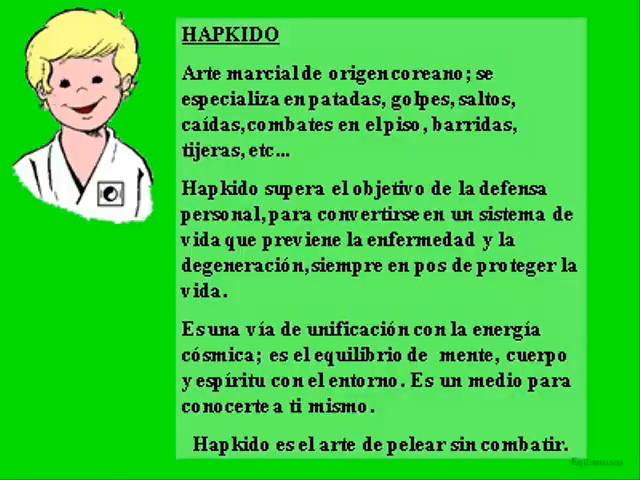 HAPKIDO
Arte marcial de origen coreano; se
especializa en patadas, golpes, saltos,
caídas, combates en el piso, barridas,
tijeras, etc...
Hapkido supera el objetivo de la defensa
personal, para convertirse en un sistema de
vida que previene la enfermedad y la
degeneración, siempre en pos de proteger la
vida.
Es una vía de unificación con la energía
cósmica; es el equilibrio de mente, cuerpo
y espíritu con el entorno. Es un medio para
conocerte a ti mismo.
Hapkido es el arte de pelear sin combatir.